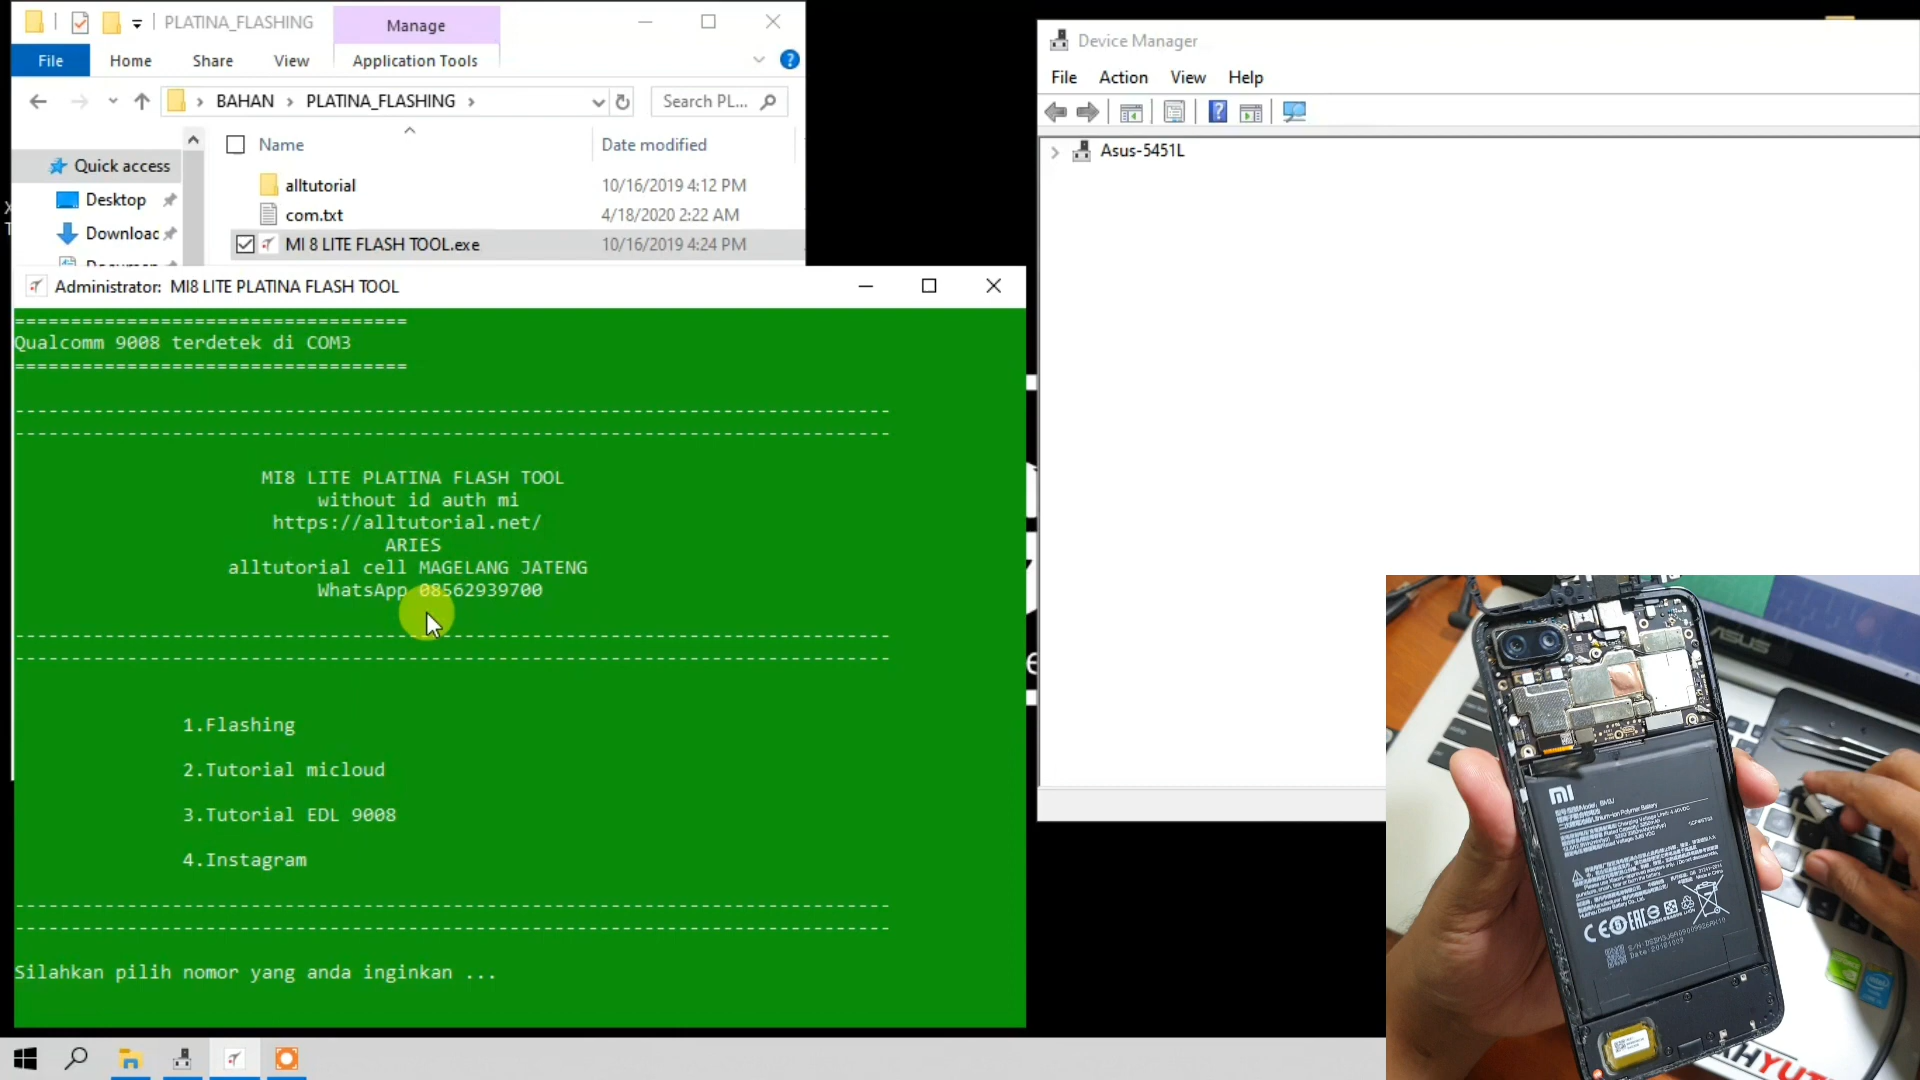 PLATINA_FLASHING
Manage
File
Home
Share
View
Application Tools
BAHAN
PLATINA_FLASHING
Search PL...
Name
Date modified
Quick access
Desktop
Downloac
alltutorial
10/16/2019 4:12 PM
com.txt
4/18/2020 2:22 AM
MI 8 LITE FLASH TOOL.exe
10/16/2019 4:24 PM
Administrator: MI8 LITE PLATINA FLASH TOOL
===================================
Qualcomm 9008 terdetek di COM3
===================================
MI8 LITE PLATINA FLASH TOOL
without id auth mi
https://alltutorial.net/
ARIES
alltutorial cell MAGELANG JATENG
WhatsApp 08562939700
1.Flashing
2.Tutorial micloud
3.Tutorial EDL 9008
4.Instagram
Silahkan pilih nomor yang anda inginkan ...
Device Manager
File
Action
View
Help
Asus-5451L
ASUS
mi